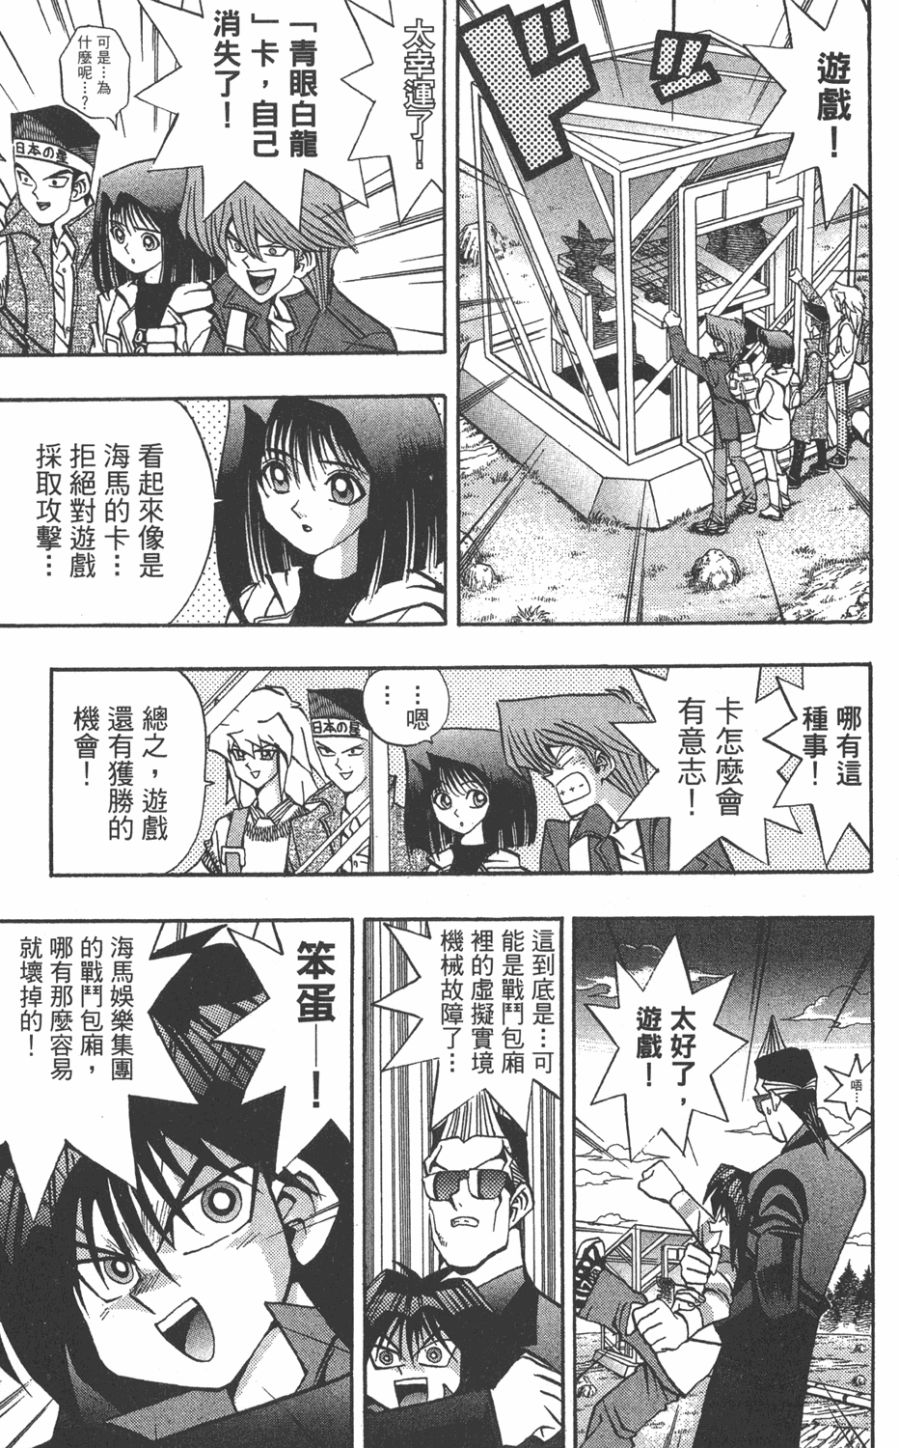 遊戲！
ドリ
太幸運了！
「青眼白龍
」卡，自己
消失了！
可是…為
什麼呢…？
日本の星
看起來像是
海馬的卡…
拒絕對遊戲
採取攻擊…
哪有這
種事！
卡怎麼會
有意志！
…嗯
…
日本の星
總之，遊戲
還有獲勝的
機會！
唔…
太好了，
遊戲！
這到底是…可
能是戰鬥包廂
裡的虛擬實境
機械故障了…
笨蛋——！
海馬娛樂集團
的戰鬥包廂，
哪有那麼容易
就壞掉的！